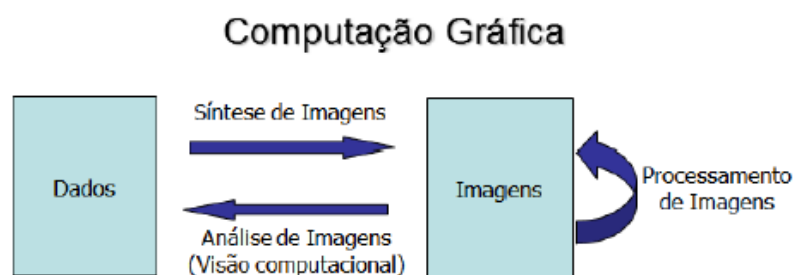 Computação Gráfica
Síntese de Imagens
Dados
Imagens
Processamento
de Imagens
Análise de Imagens
(Visão computacional)